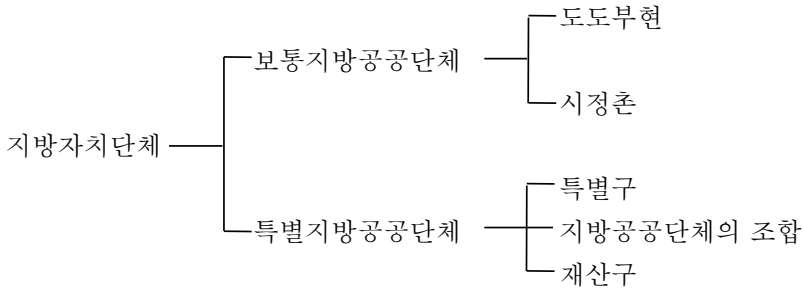 도도부현
보통지방공공단체
시정촌
지방자치단체
특별구
특별지방공공단체
지방공공단체의 조합
재산구